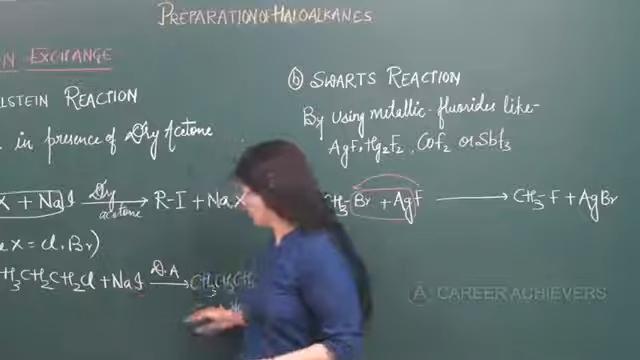 PREPARATION OF HALOALKANES
EXCHANGE
REACTION
in presence of Dry Acetone
X + NaI Dry acetone → R-I + NaX
X = Cl, Br)
CH₃CH₂CH₂Cl + NaI D.A →
ⓑ SWARTS REACTION
By using metallic-fluorides like-
AgF, Hg₂F₂, CoF₂ or SbF₃
CH₃-Br + AgF → CH₃-F + AgBr
A CAREER ACHIEVERS